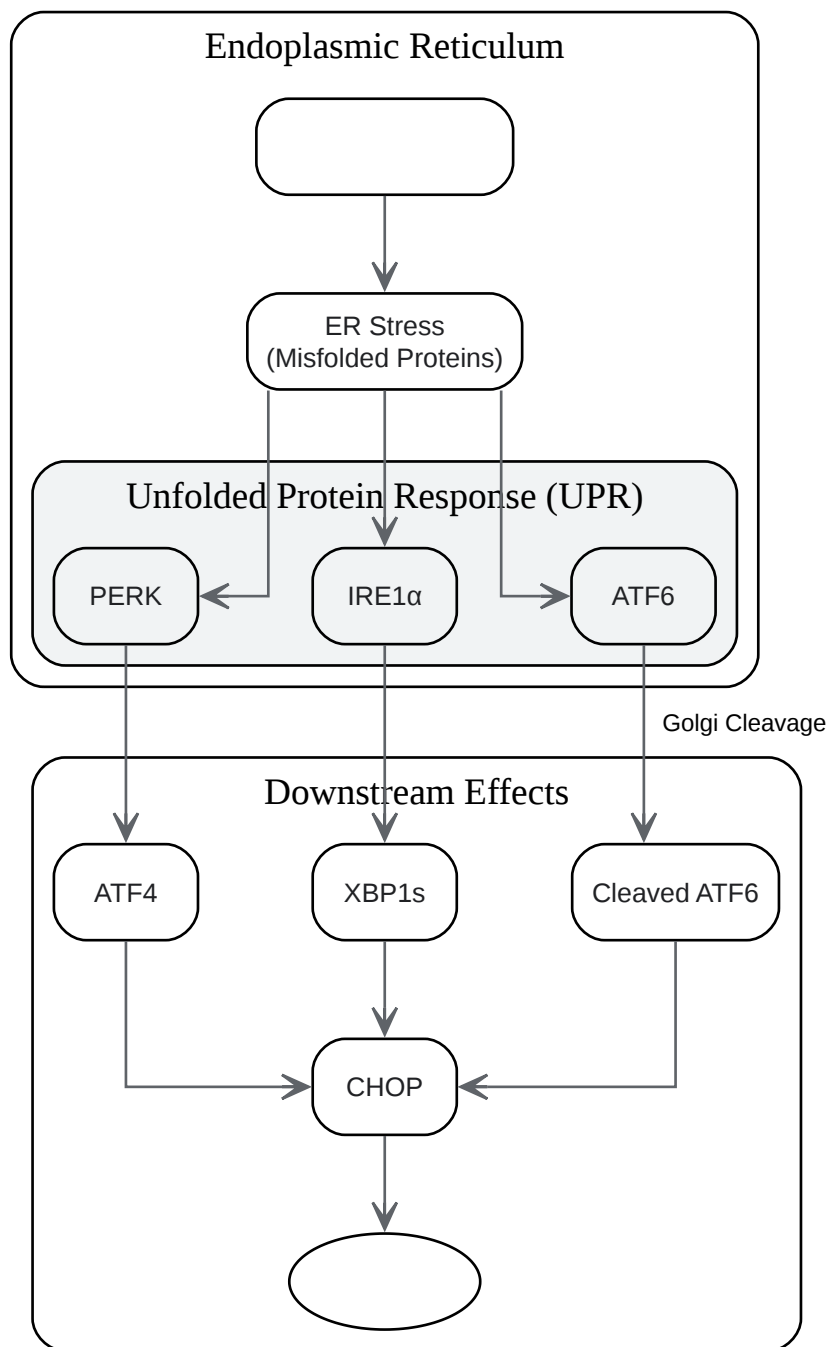 Endoplasmic Reticulum
ER Stress
(Misfolded Proteins)
Unfolded Protein Response (UPR)
PERK
IRE1α
ATF6
Golgi Cleavage
Downstream Effects
ATF4
XBP1s
Cleaved ATF6
CHOP